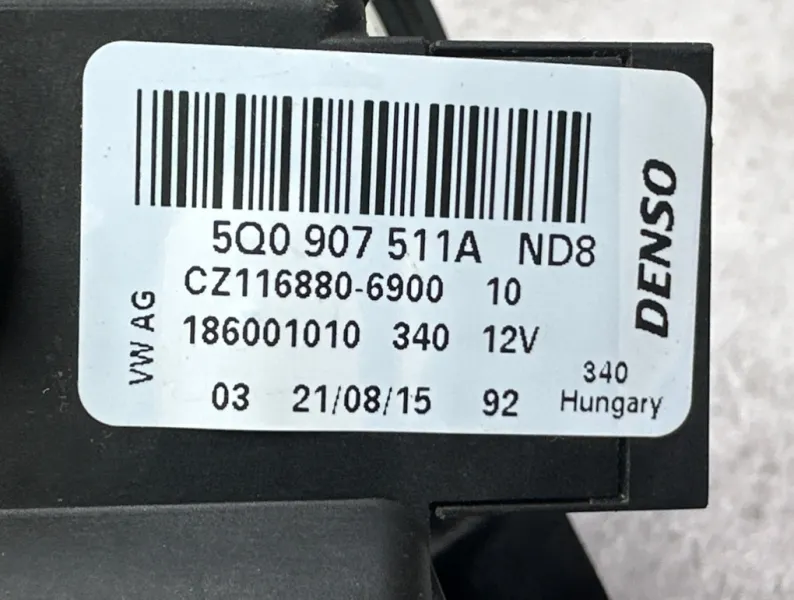 5Q0 907 511A ND8
CZ116880-6900 10
186001010 340 12V
03 21/08/15 92
340
Hungary
VW AG
DENSO